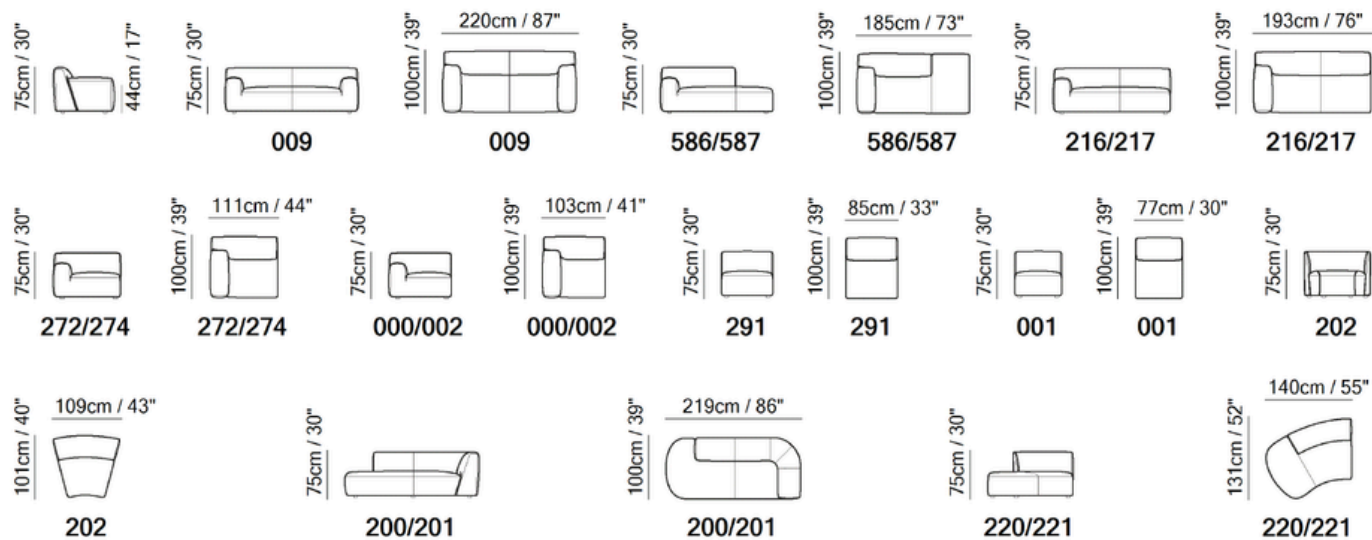 75cm / 30"
44cm / 17"
75cm / 30"
009
100cm / 39"
220cm / 87"
009
75cm / 30"
586/587
100cm / 39"
185cm / 73"
586/587
75cm / 30"
216/217
100cm / 39"
193cm / 76"
216/217
75cm / 30"
272/274
100cm / 39"
111cm / 44"
272/274
75cm / 30"
000/002
100cm / 39"
103cm / 41"
000/002
75cm / 30"
291
100cm / 39"
85cm / 33"
291
75cm / 30"
001
100cm / 39"
77cm / 30"
001
75cm / 30"
202
101cm / 40"
109cm / 43"
202
75cm / 30"
200/201
100cm / 39"
219cm / 86"
200/201
75cm / 30"
220/221
131cm / 52"
140cm / 55"
220/221